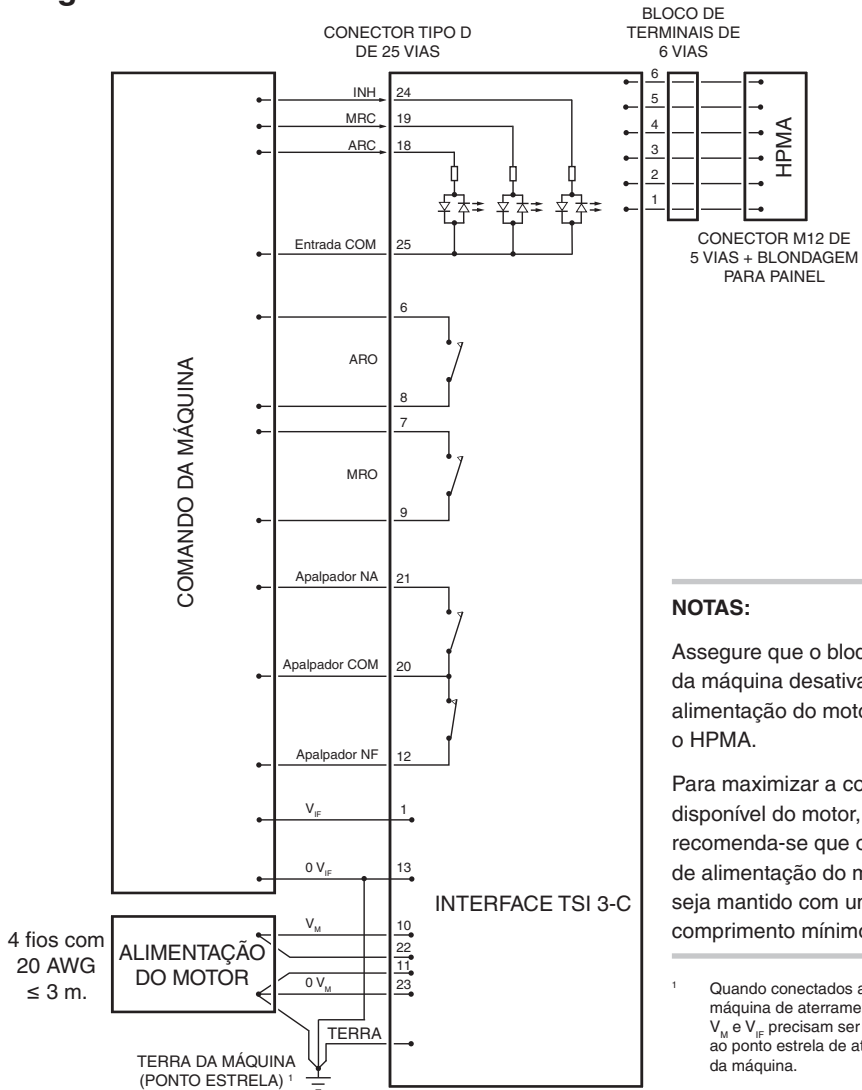 CONECTOR TIPO D
DE 25 VIAS
BLOCO DE
TERMINAIS DE
6 VIAS
INH 24
MRC 19
ARC 18
Entrada COM 25
6
ARO
8
7
MRO
9
Apalpador NA 21
Apalpador COM 20
Apalpador NF 12
V_IF 1
0 V_IF 13
V_M 10
22
11
0 V_M 23
TERRA
COMANDO DA MÁQUINA
INTERFACE TSI 3-C
6
5
4
3
2
1
HPMA
CONECTOR M12 DE
5 VIAS + BLONDAGEM
PARA PAINEL
4 fios com
20 AWG
≤ 3 m.
ALIMENTAÇÃO
DO MOTOR
TERRA DA MÁQUINA
(PONTO ESTRELA) ¹
NOTAS:
Assegure que o bloc
da máquina desativa
alimentação do moto
o HPMA.
Para maximizar a co
disponível do motor,
recomenda-se que o
de alimentação do m
seja mantido com um
comprimento mínimo
¹ Quando conectados a
máquina de aterrame
V_M e V_IF precisam ser
ao ponto estrela de at
da máquina.